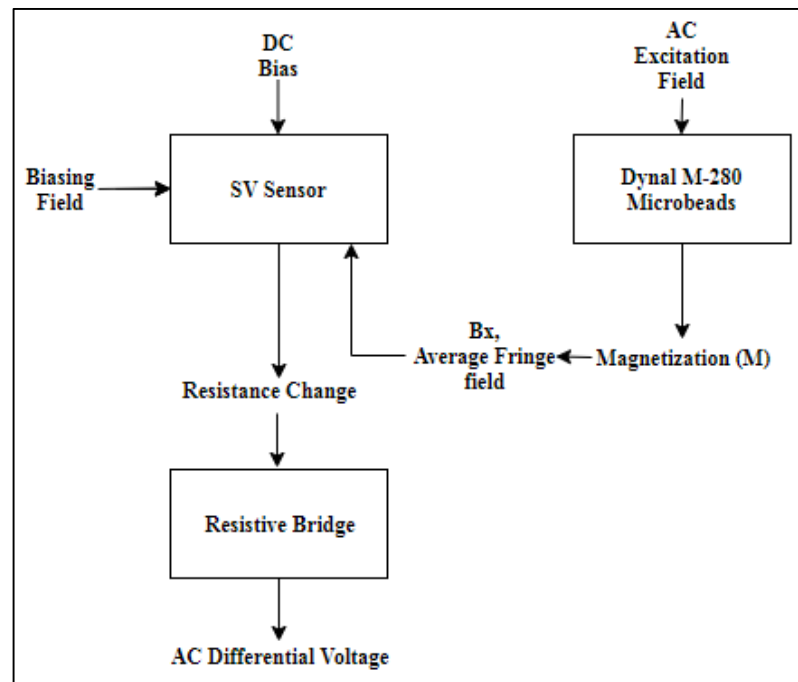 DC
Bias
AC
Excitation
Field
Biasing
Field
SV Sensor
Dynal M-280
Microbeads
Bx,
Average Fringe
field
Magnetization (M)
Resistance Change
Resistive Bridge
AC Differential Voltage